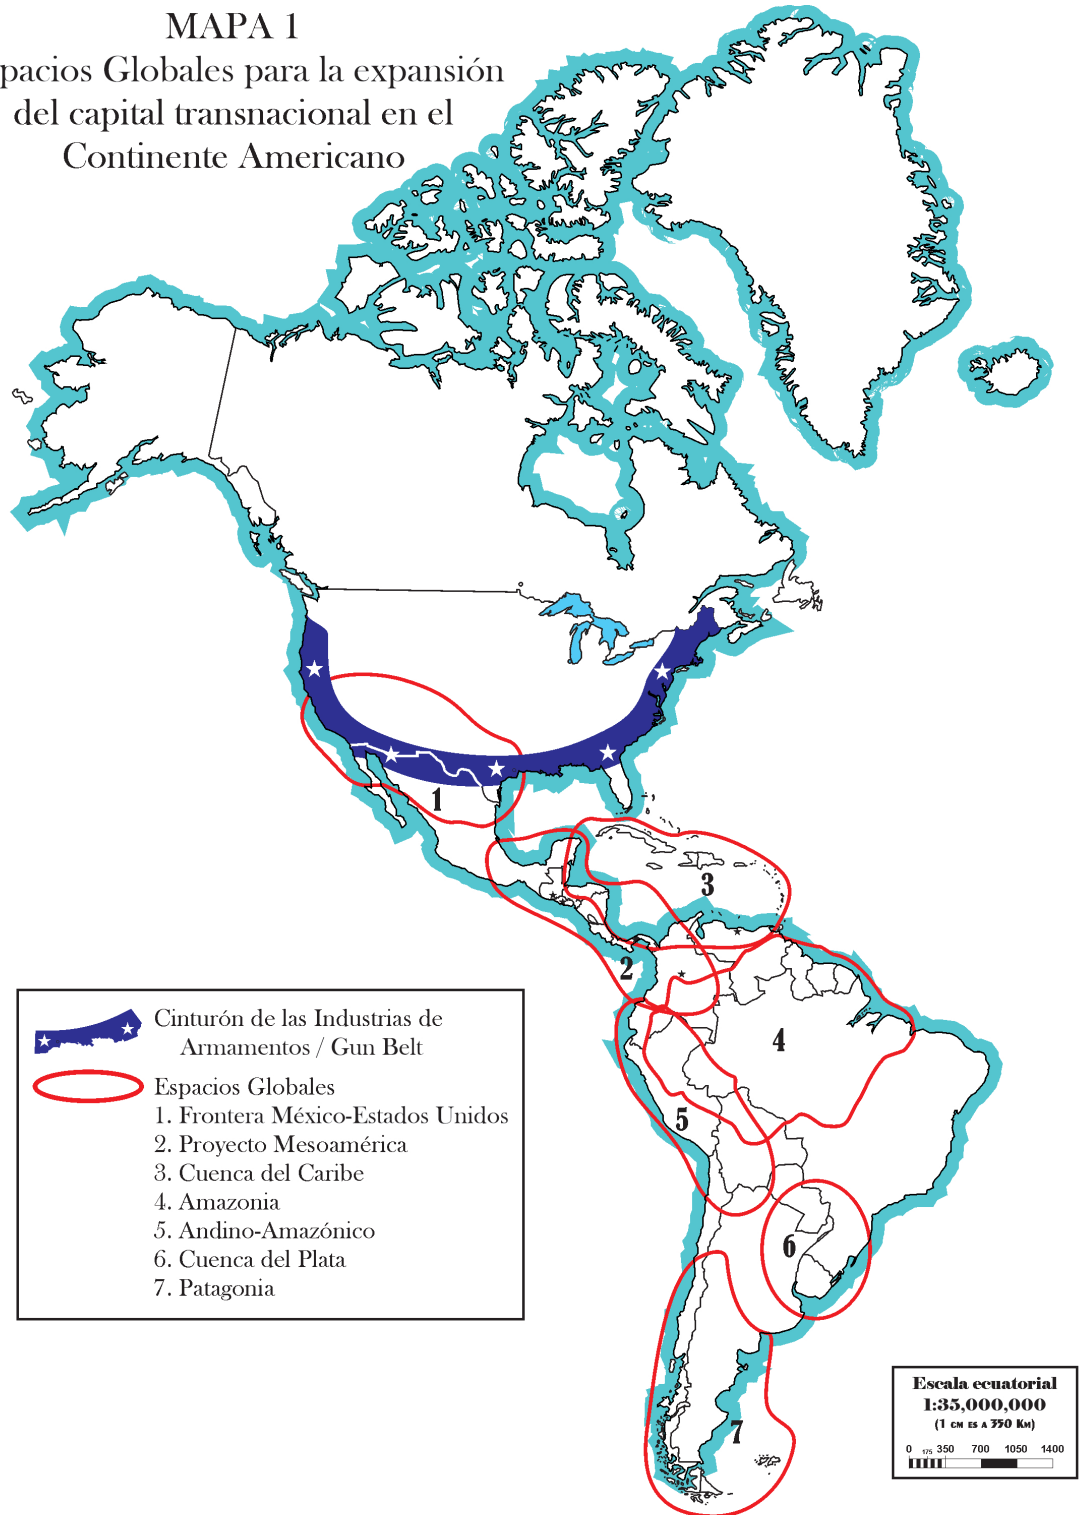 MAPA 1
pacios Globales para la expansión
del capital transnacional en el
Continente Americano
1
3
2
4
5
6
7
Cinturón de las Industrias de
Armamentos / Gun Belt
Espacios Globales
1. Frontera México-Estados Unidos
2. Proyecto Mesoamérica
3. Cuenca del Caribe
4. Amazonia
5. Andino-Amazónico
6. Cuenca del Plata
7. Patagonia
Escala ecuatorial
1:35,000,000
(1 CM ES A 350 KM)
0 175 350 700 1050 1400